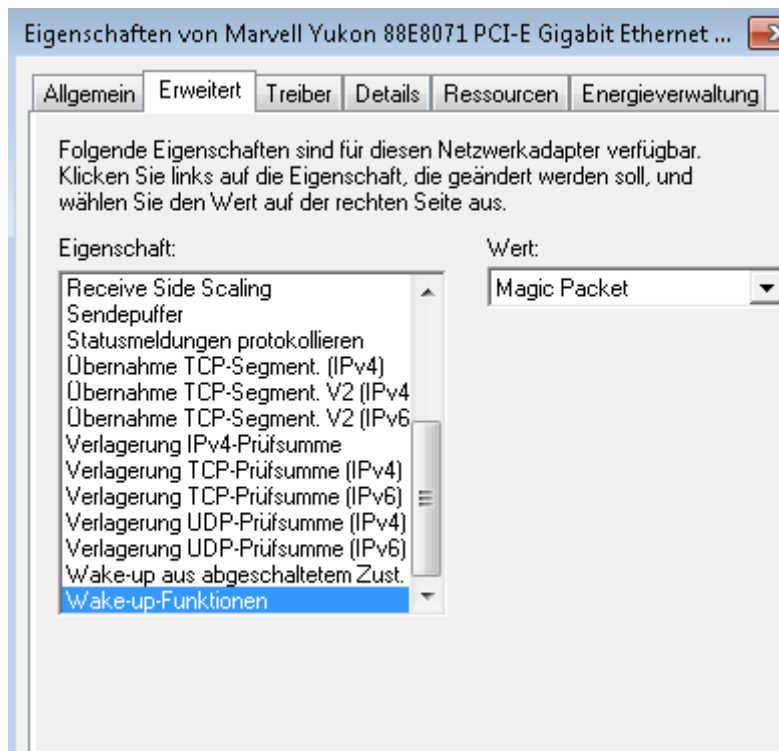 Eigenschaften von Marvell Yukon 88E8071 PCI-E Gigabit Ethernet ...
Allgemein Erweitert Treiber Details Ressourcen Energieverwaltung
Folgende Eigenschaften sind für diesen Netzwerkadapter verfügbar.
Klicken Sie links auf die Eigenschaft, die geändert werden soll, und
wählen Sie den Wert auf der rechten Seite aus.
Eigenschaft:
Wert:
Receive Side Scaling
Sendepuffer
Statusmeldungen protokollieren
Übernahme TCP-Segment. (IPv4)
Übernahme TCP-Segment. V2 (IPv4
Übernahme TCP-Segment. V2 (IPv6
Verlagerung IPv4-Prüfsumme
Verlagerung TCP-Prüfsumme (IPv4)
Verlagerung TCP-Prüfsumme (IPv6)
Verlagerung UDP-Prüfsumme (IPv4)
Verlagerung UDP-Prüfsumme (IPv6)
Wake-up aus abgeschaltetem Zust.
Wake-up-Funktionen
Magic Packet